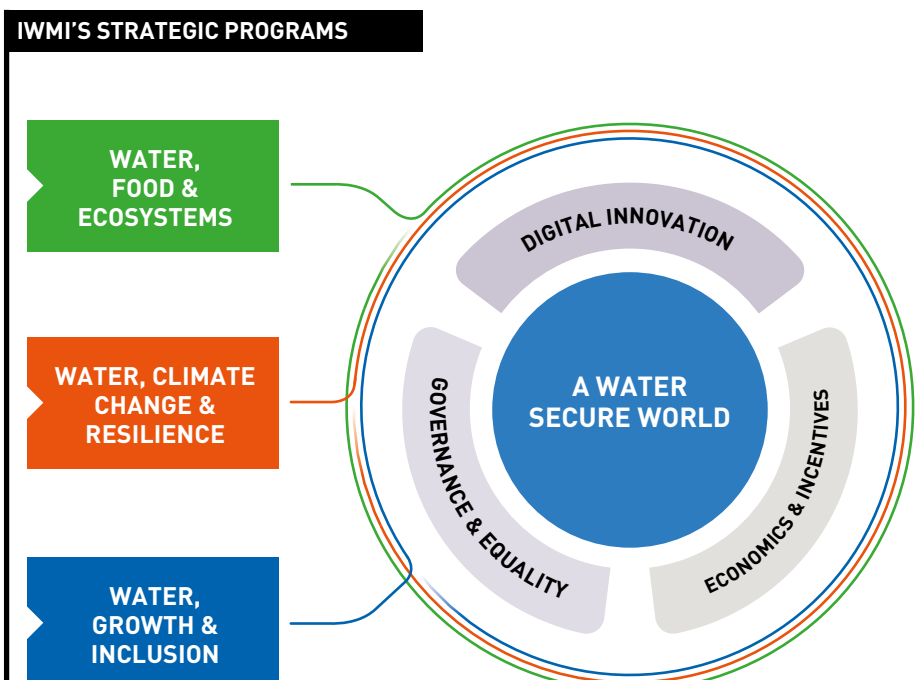 IWMI'S STRATEGIC PROGRAMS
WATER,
FOOD &
ECOSYSTEMS
WATER, CLIMATE
CHANGE &
RESILIENCE
WATER,
GROWTH &
INCLUSION
DIGITAL INNOVATION
GOVERNANCE & EQUALITY
A WATER
SECURE WORLD
ECONOMICS & INCENTIVES